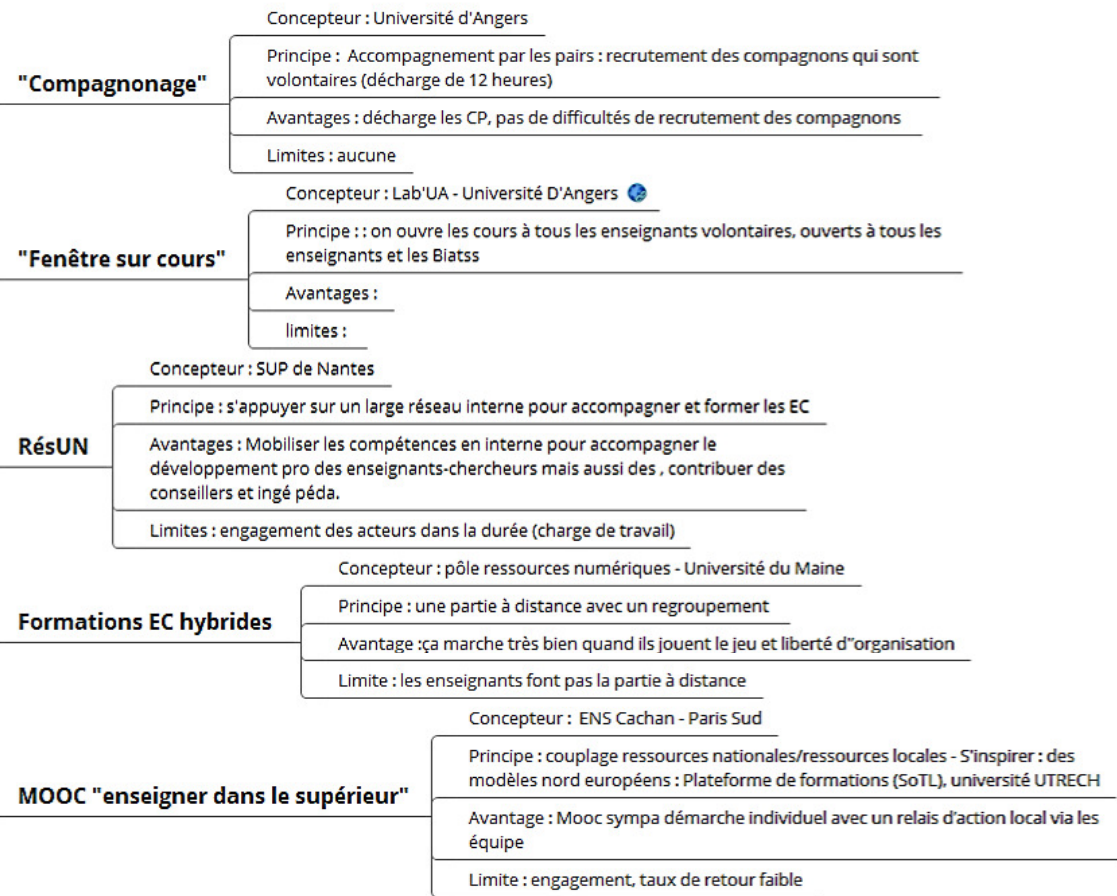 "Compagnonage"
Concepteur : Université d'Angers
Principe : Accompagnement par les pairs : recrutement des compagnons qui sont
volontaires (décharge de 12 heures)
Avantages : décharge les CP, pas de difficultés de recrutement des compagnons
Limites : aucune
"Fenêtre sur cours"
Concepteur : Lab'UA - Université D'Angers
Principe : : on ouvre les cours à tous les enseignants volontaires, ouverts à tous les
enseignants et les Biatss
Avantages :
limites :
RésUN
Concepteur : SUP de Nantes
Principe : s'appuyer sur un large réseau interne pour accompagner et former les EC
Avantages : Mobiliser les compétences en interne pour accompagner le
développement pro des enseignants-chercheurs mais aussi des , contribuer des
conseillers et ingé péda.
Limites : engagement des acteurs dans la durée (charge de travail)
Formations EC hybrides
Concepteur : pôle ressources numériques - Université du Maine
Principe : une partie à distance avec un regroupement
Avantage :ça marche très bien quand ils jouent le jeu et liberté d"organisation
Limite : les enseignants font pas la partie à distance
MOOC "enseigner dans le supérieur"
Concepteur : ENS Cachan - Paris Sud
Principe : couplage ressources nationales/ressources locales - S'inspirer : des
modèles nord européens : Plateforme de formations (SoTL), université UTRECH
Avantage : Mooc sympa démarche individuel avec un relais d'action local via les
équipe
Limite : engagement, taux de retour faible